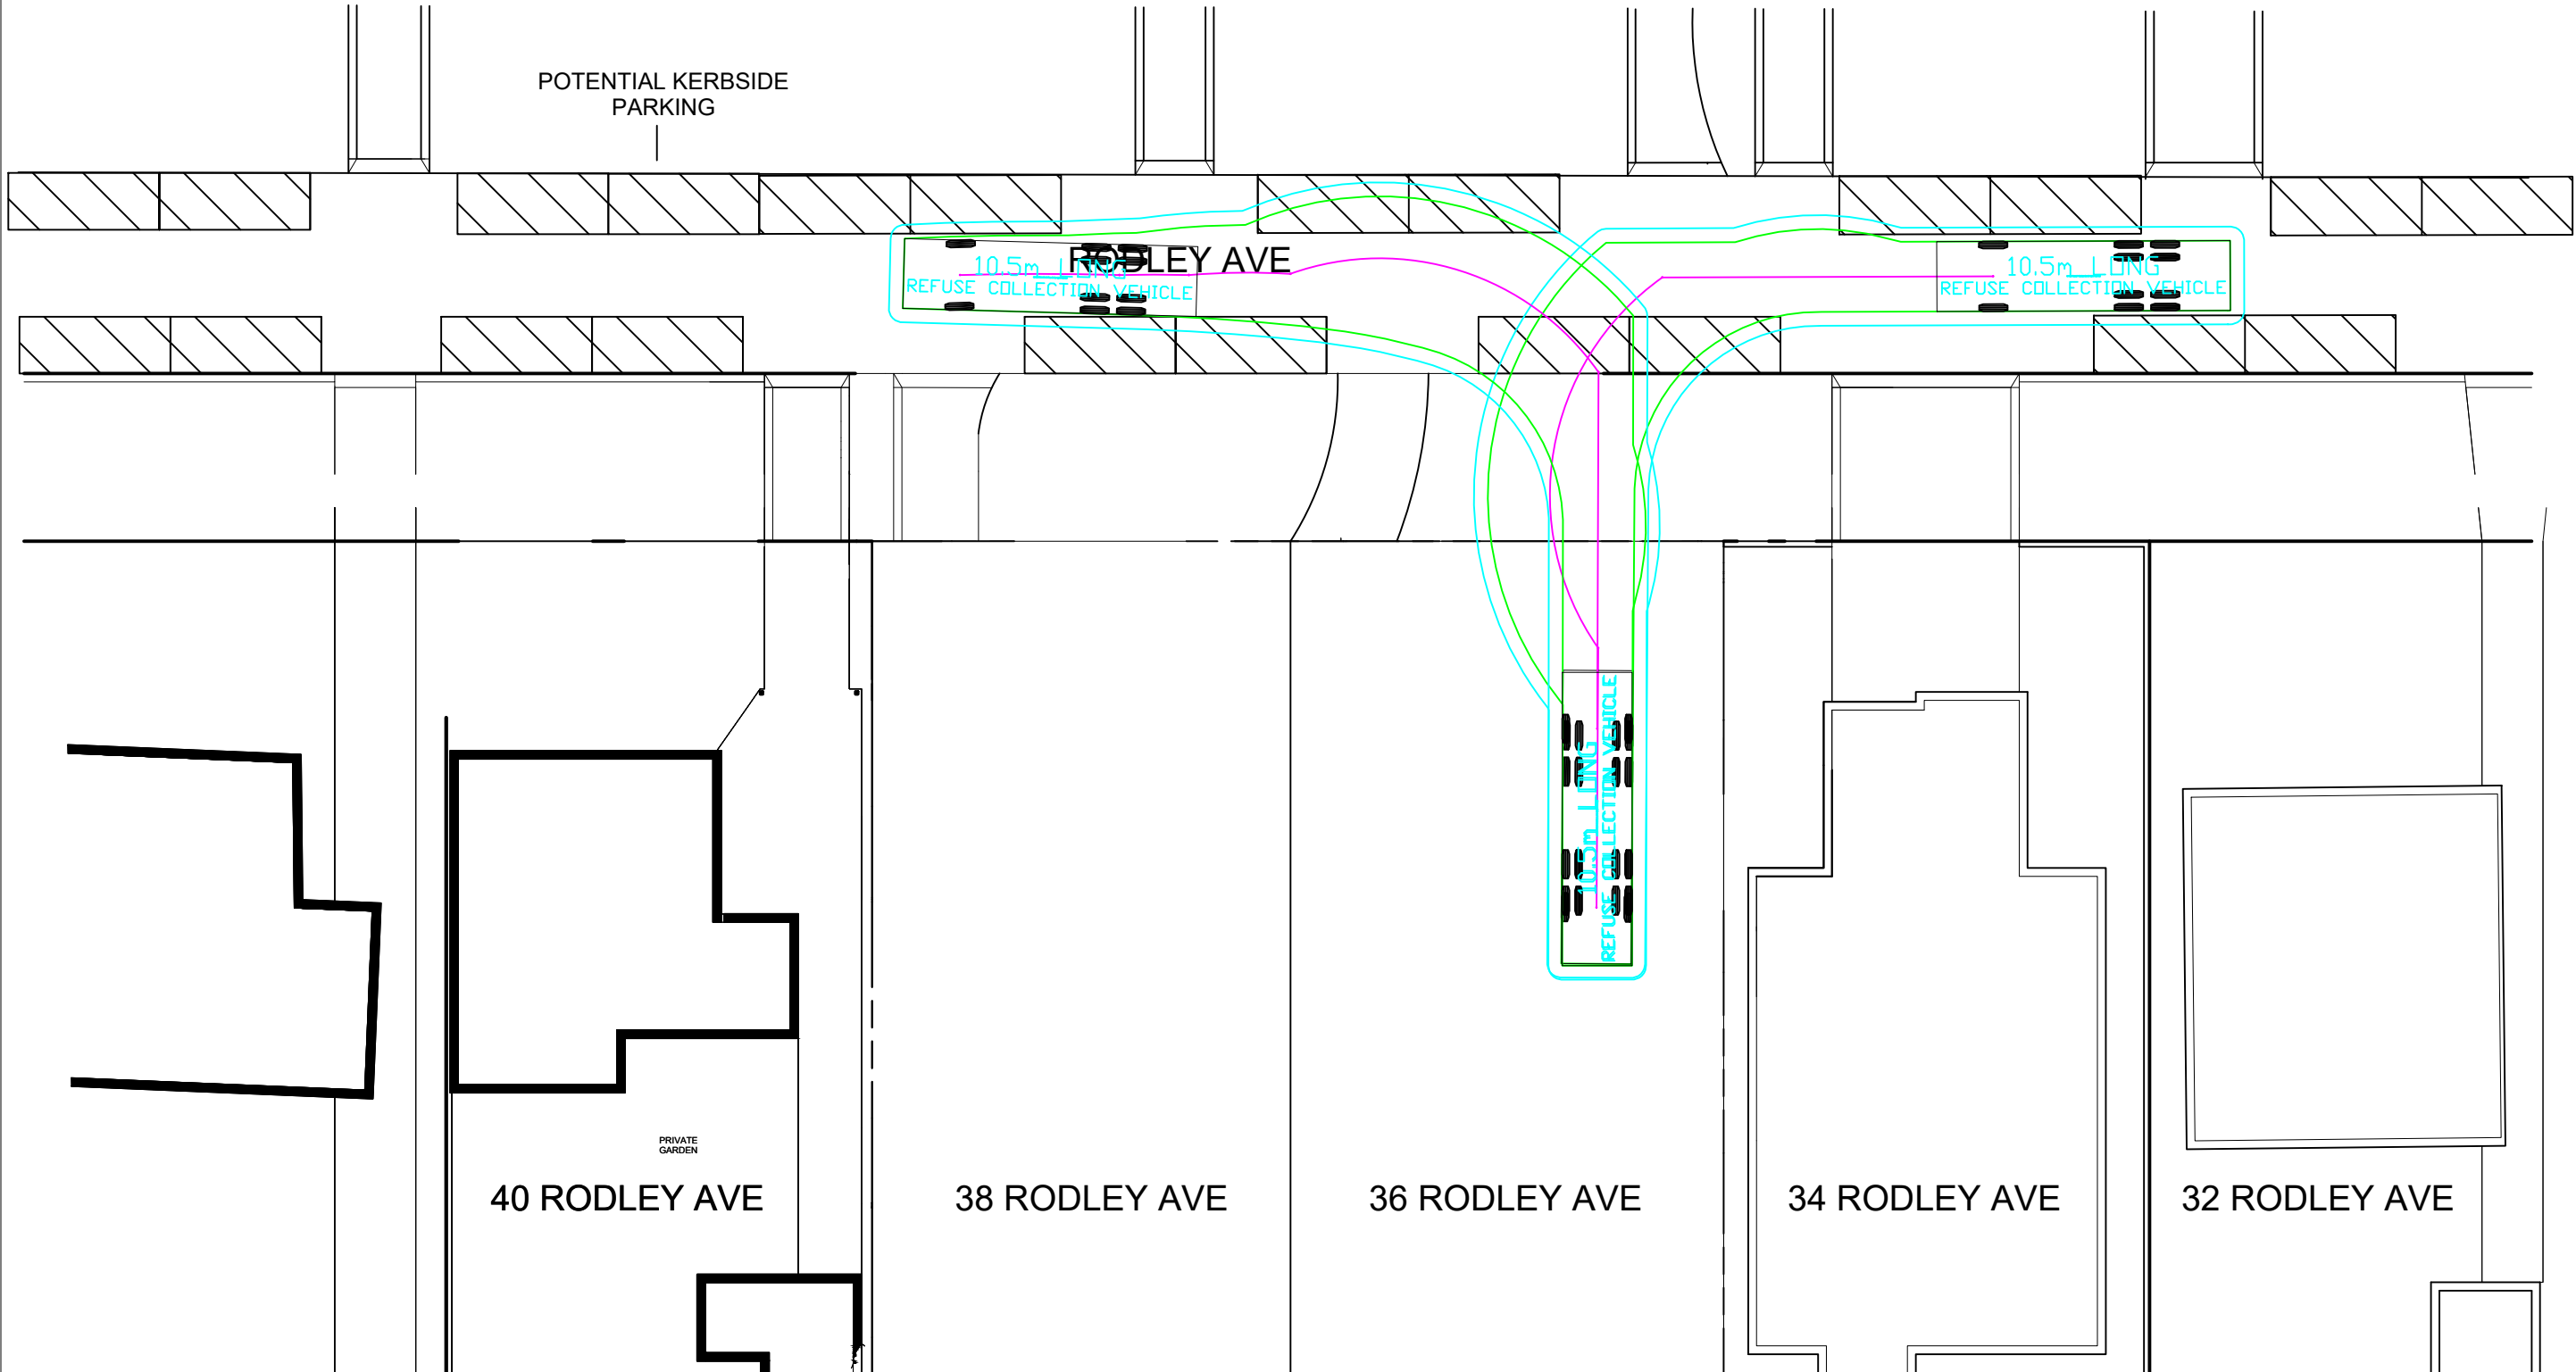 POTENTIAL KERBSIDE
PARKING
RODLEY AVE
10.5m LONG
REFUSE COLLECTION VEHICLE
10.5m LONG
REFUSE COLLECTION VEHICLE
10.5m LONG
REFUSE COLLECTION VEHICLE
PRIVATE
GARDEN
40 RODLEY AVE
38 RODLEY AVE
36 RODLEY AVE
34 RODLEY AVE
32 RODLEY AVE